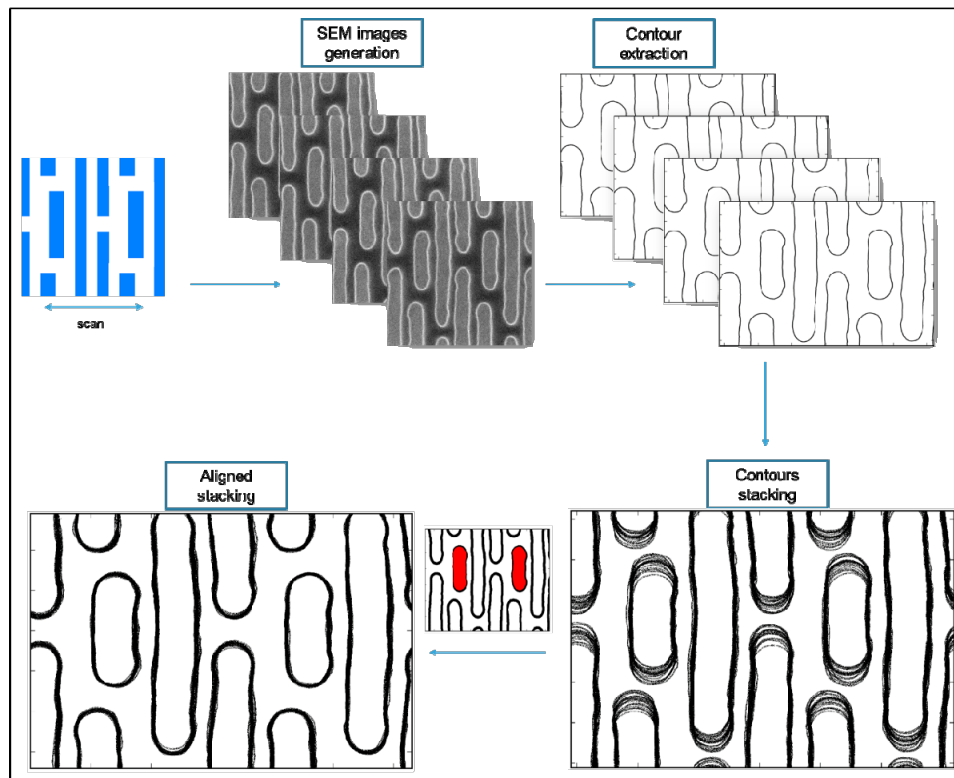 SEM images
generation
Contour
extraction
scan
Aligned
stacking
Contours
stacking